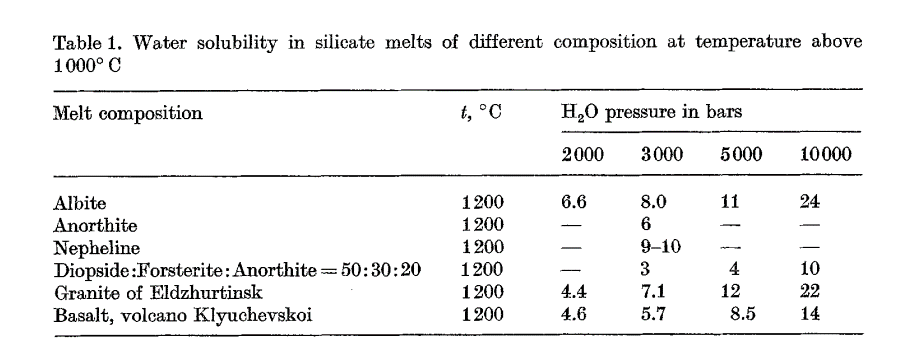 Table 1. Water solubility in silicate melts of different composition at temperature above
1000° C
Melt composition t, °C H₂O pressure in bars
2000 3000 5000 10000
Albite 1200 6.6 8.0 11 24
Anorthite 1200 — 6 — —
Nepheline 1200 — 9–10 — —
Diopside:Forsterite:Anorthite = 50:30:20 1200 — 3 4 10
Granite of Eldzhurtinsk 1200 4.4 7.1 12 22
Basalt, volcano Klyuchevskoi 1200 4.6 5.7 8.5 14